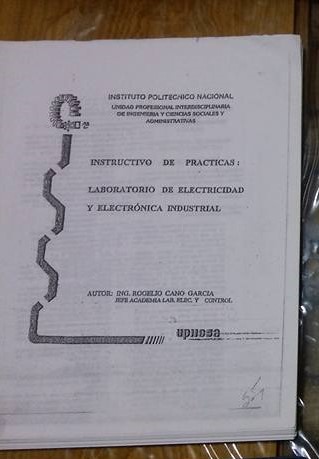 INSTITUTO POLITECNICO NACIONAL
UNIDAD PROFESIONAL INTERDISCIPLINARIA
DE INGENIERIA Y CIENCIAS SOCIALES Y
ADMINISTRATIVAS
INSTRUCTIVO DE PRACTICAS:
LABORATORIO DE ELECTRICIDAD
Y ELECTRÓNICA INDUSTRIAL
AUTOR: ING. ROGELIO CANO GARCIA
JEFE ACADEMIA LAB. ELEC. Y CONTROL
upiicsa